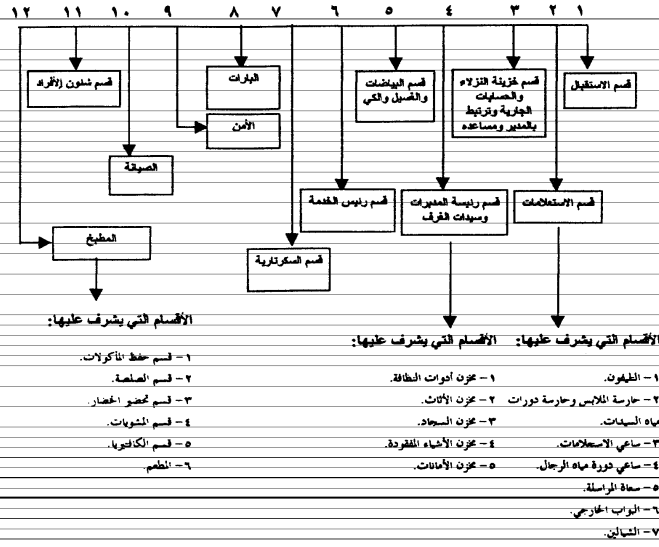 ١ ٢ ٣ ٤ ٥ ٦ ٧ ٨ ٩ ١٠ ١١ ١٢
قسم الاستقبال
قسم خزينة النزلاء
والحسابات
الجارية وترتبط
بالمدير ومساعده
قسم البياضات
والغسيل والكي
البارات
قسم شئون الأفراد
الأمن
الصيانة
قسم الاستعلامات
قسم رئيسة المديرات
وسيدات الغرف
قسم رئيس الخدمة
المطبخ
قسم السكرتارية
الأقسام التي يشرف عليها:
١- التليفون.
٢- حارسة الملابس وحارسة دورات
مياه السيدات.
٣- ساعي الاستعلامات.
٤- ساعي دورة مياه الرجال.
٥- سعاة المراسلة.
٦- البواب الخارجي.
٧- الشيالين.
الأقسام التي يشرف عليها:
١- مخزن أدوات النظافة.
٢- مخزن الأثاث.
٣- مخزن السجاد.
٤- مخزن الأشياء المفقودة.
٥- مخزن الأمانات.
الأقسام التي يشرف عليها:
١- قسم حفظ المأكولات.
٢- قسم الصلصة.
٣- قسم تحضير الخضار.
٤- قسم المشويات.
٥- قسم الكافتيريا.
٦- المطعم.